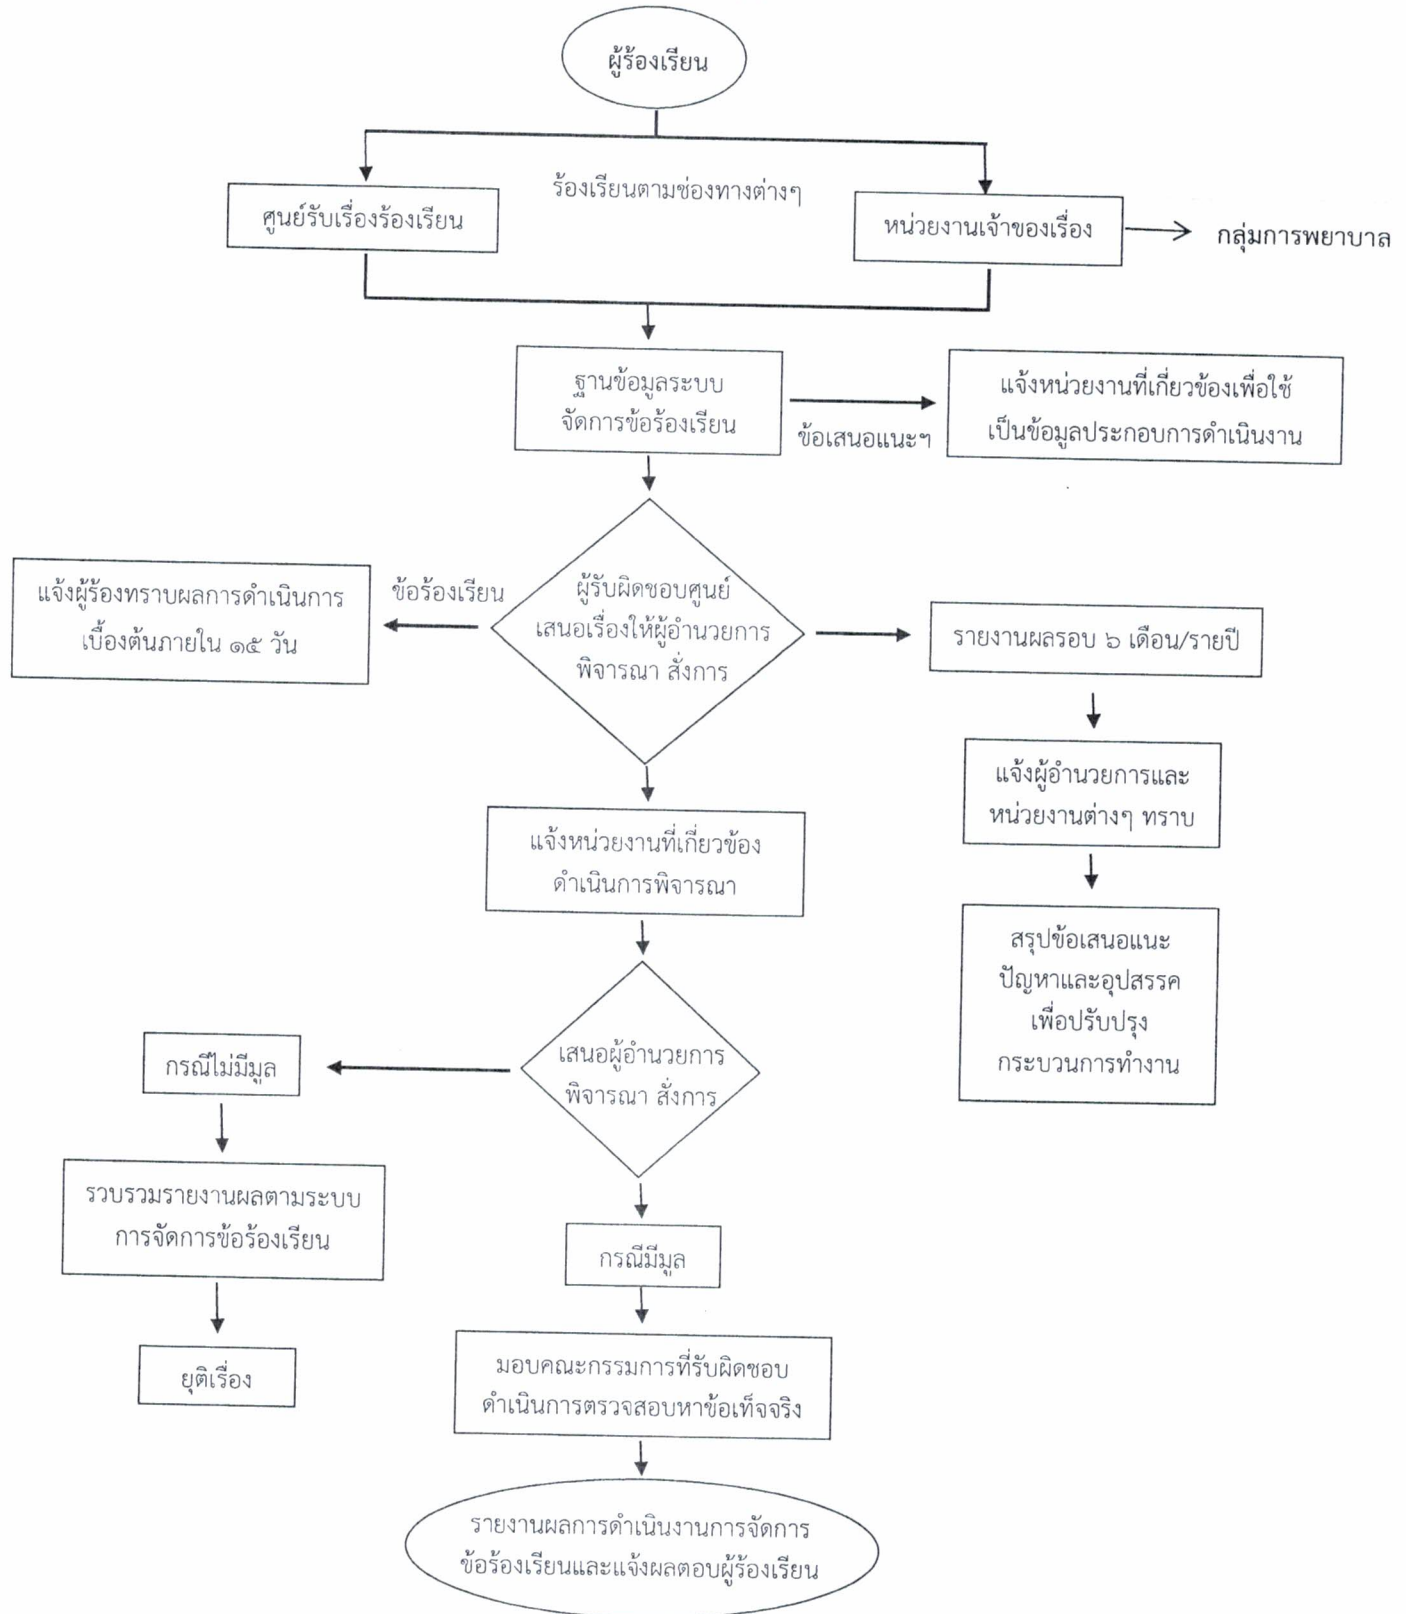 ผู้ร้องเรียน
ร้องเรียนตามช่องทางต่างๆ
ศูนย์รับเรื่องร้องเรียน
หน่วยงานเจ้าของเรื่อง
กลุ่มการพยาบาล
ฐานข้อมูลระบบ
จัดการข้อร้องเรียน
ข้อเสนอแนะฯ
แจ้งหน่วยงานที่เกี่ยวข้องเพื่อใช้
เป็นข้อมูลประกอบการดำเนินงาน
แจ้งผู้ร้องทราบผลการดำเนินการ
เบื้องต้นภายใน ๑๕ วัน
ข้อร้องเรียน
ผู้รับผิดชอบศูนย์
เสนอเรื่องให้ผู้อำนวยการ
พิจารณา สั่งการ
รายงานผลรอบ ๖ เดือน/รายปี
แจ้งผู้อำนวยการและ
หน่วยงานต่างๆ ทราบ
แจ้งหน่วยงานที่เกี่ยวข้อง
ดำเนินการพิจารณา
สรุปข้อเสนอแนะ
ปัญหาและอุปสรรค
เพื่อปรับปรุง
กระบวนการทำงาน
กรณีไม่มีมูล
เสนอผู้อำนวยการ
พิจารณา สั่งการ
รวบรวมรายงานผลตามระบบ
การจัดการข้อร้องเรียน
กรณีมีมูล
ยุติเรื่อง
มอบคณะกรรมการที่รับผิดชอบ
ดำเนินการตรวจสอบหาข้อเท็จจริง
รายงานผลการดำเนินงานการจัดการ
ข้อร้องเรียนและแจ้งผลตอบผู้ร้องเรียน